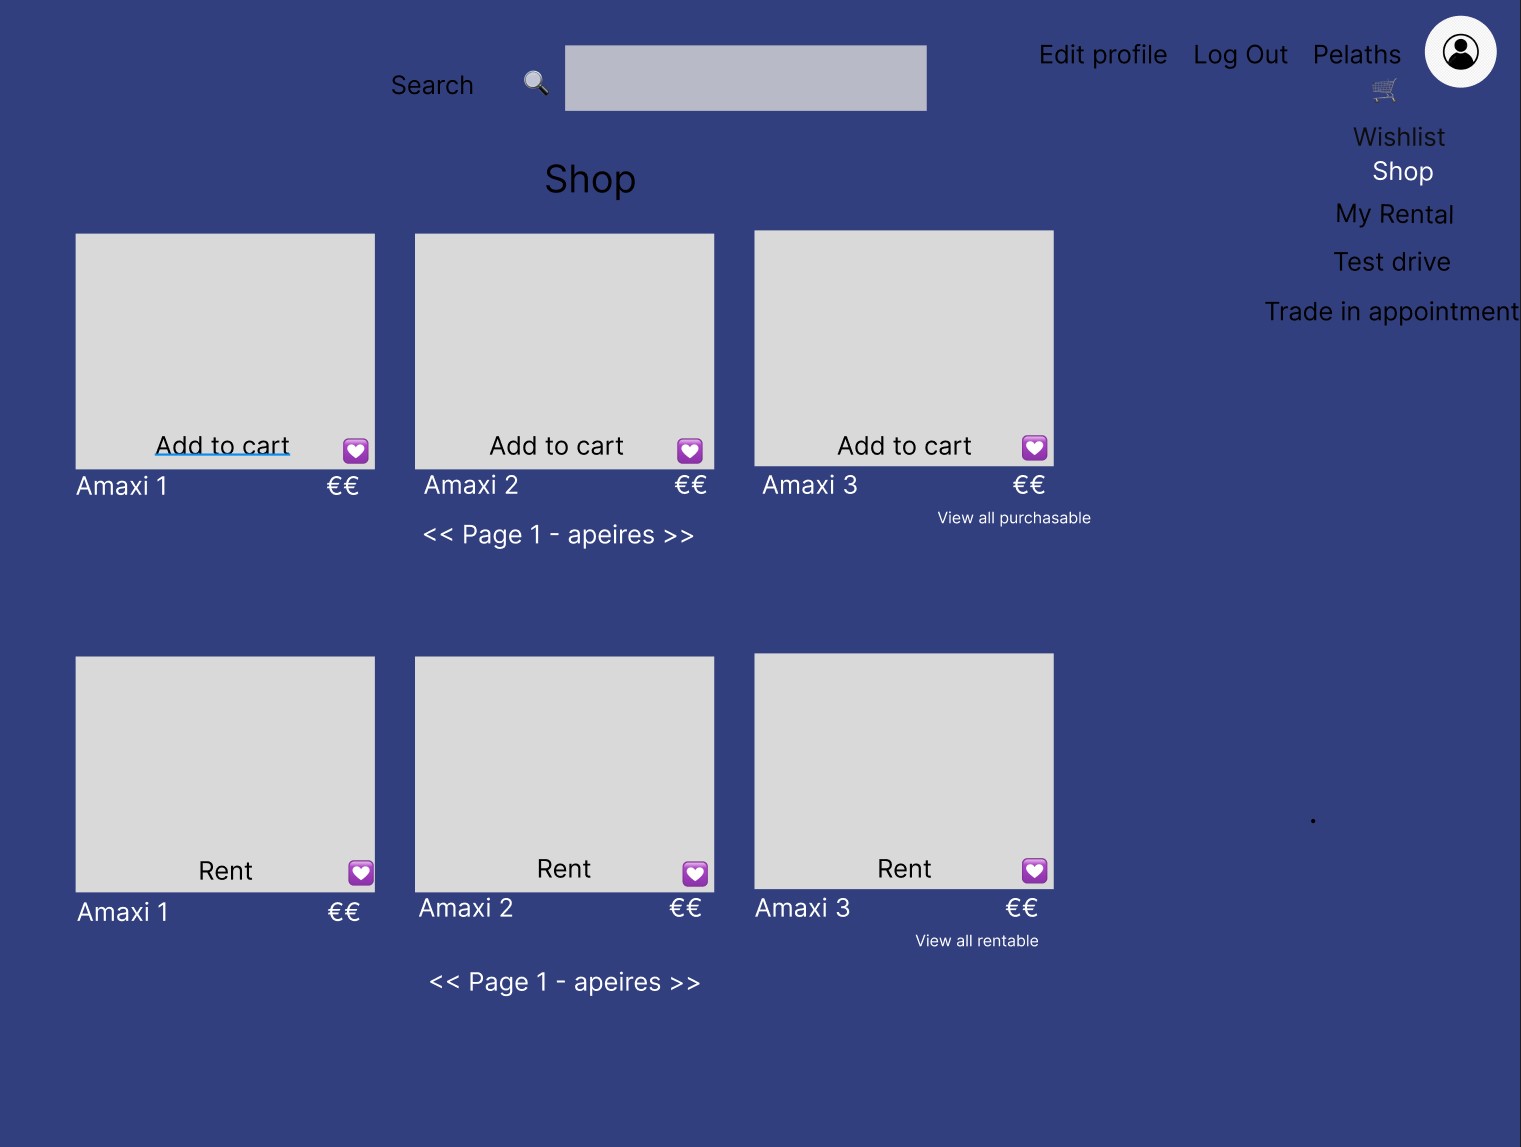 Edit profile Log Out Pelaths
Search
Wishlist
Shop
Shop
My Rental
Test drive
Trade in appointment
Add to cart Add to cart Add to cart
Amaxi 1 €€ Amaxi 2 €€ Amaxi 3 €€
View all purchasable
<< Page 1 - apeires >>
Rent Rent Rent
Amaxi 1 €€ Amaxi 2 €€ Amaxi 3 €€
View all rentable
<< Page 1 - apeires >>